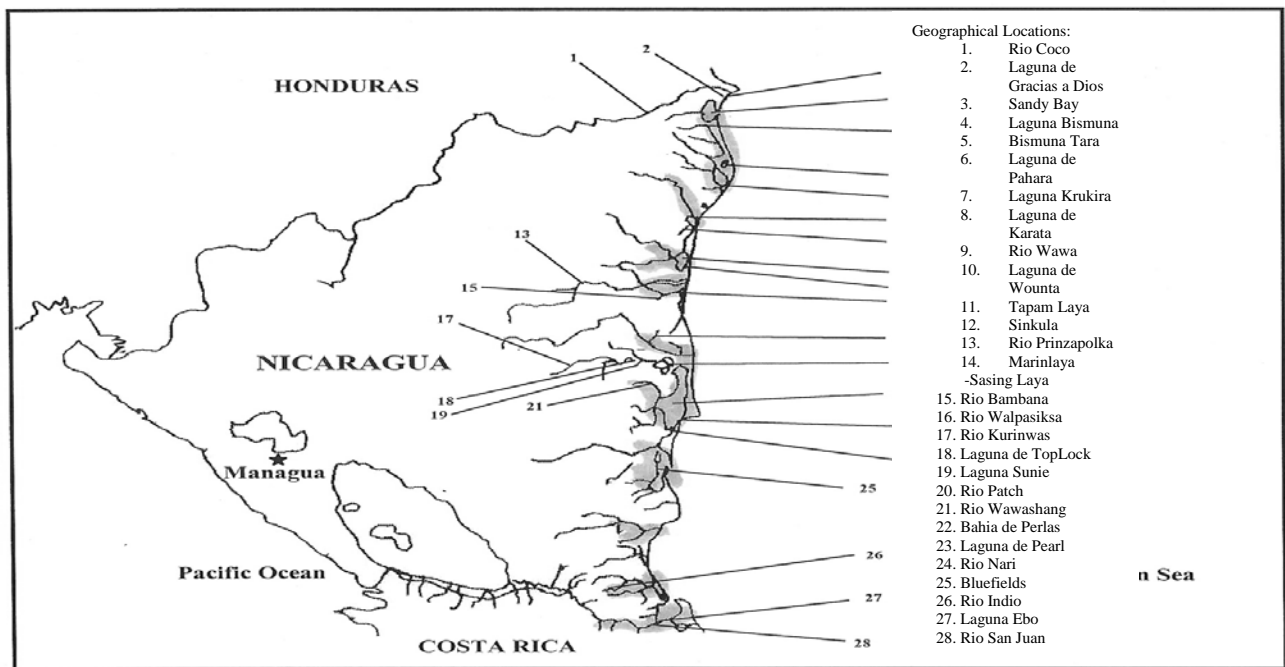 Geographical Locations:
1. Rio Coco
2. Laguna de
Gracias a Dios
3. Sandy Bay
4. Laguna Bismuna
5. Bismuna Tara
6. Laguna de
Pahara
7. Laguna Krukira
8. Laguna de
Karata
9. Rio Wawa
10. Laguna de
Wounta
11. Tapam Laya
12. Sinkula
13. Rio Prinzapolka
14. Marinlaya
-Sasing Laya
15. Rio Bambana
16. Rio Walpasiksa
17. Rio Kurinwas
18. Laguna de TopLock
19. Laguna Sunie
20. Rio Patch
21. Rio Wawashang
22. Bahia de Perlas
23. Laguna de Pearl
24. Rio Nari
25. Bluefields
26. Rio Indio
27. Laguna Ebo
28. Rio San Juan
1
2
HONDURAS
13
15
17
NICARAGUA
18
19
21
Managua
25
26
Pacific Ocean
n Sea
27
COSTA RICA
28